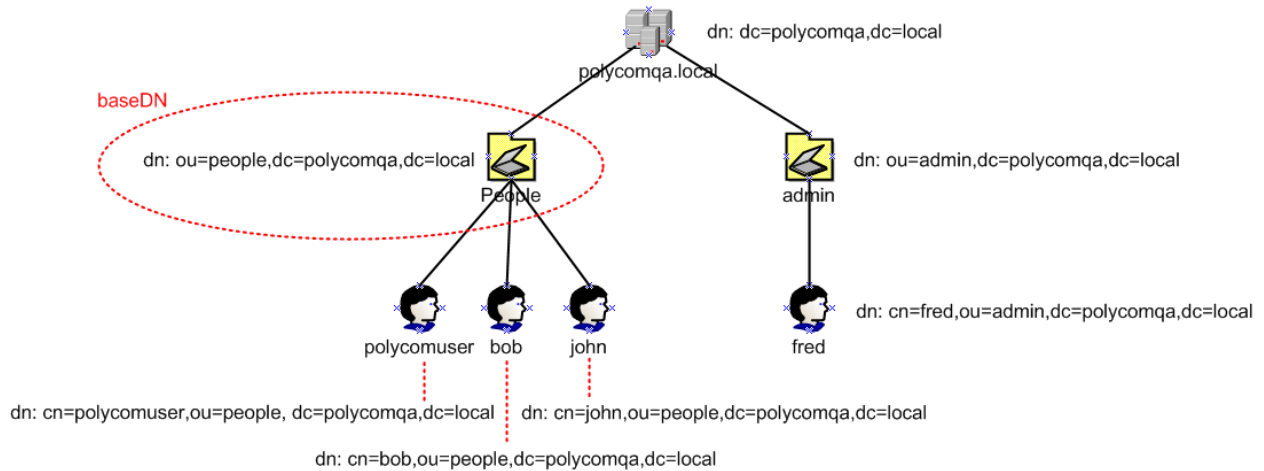 dn: dc=polycomqa,dc=local
polycomqa.local
baseDN
dn: ou=people,dc=polycomqa,dc=local
People
dn: ou=admin,dc=polycomqa,dc=local
admin
dn: cn=fred,ou=admin,dc=polycomqa,dc=local
polycomuser
bob
john
fred
dn: cn=polycomuser,ou=people, dc=polycomqa,dc=local
dn: cn=john,ou=people,dc=polycomqa,dc=local
dn: cn=bob,ou=people,dc=polycomqa,dc=local